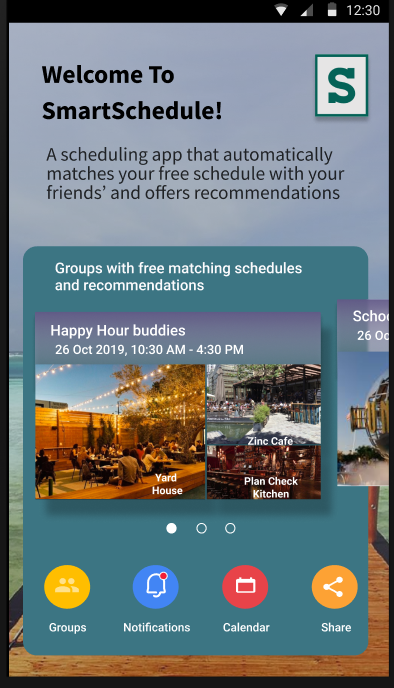 12:30
Welcome To
SmartSchedule!
S
A scheduling app that automatically
matches your free schedule with your
friends’ and offers recommendations
Groups with free matching schedules
and recommendations
Happy Hour buddies
26 Oct 2019, 10:30 AM - 4:30 PM
Schoo
26 Oc
Zinc Cafe
Yard
House
Plan Check
Kitchen
Groups
Notifications
Calendar
Share